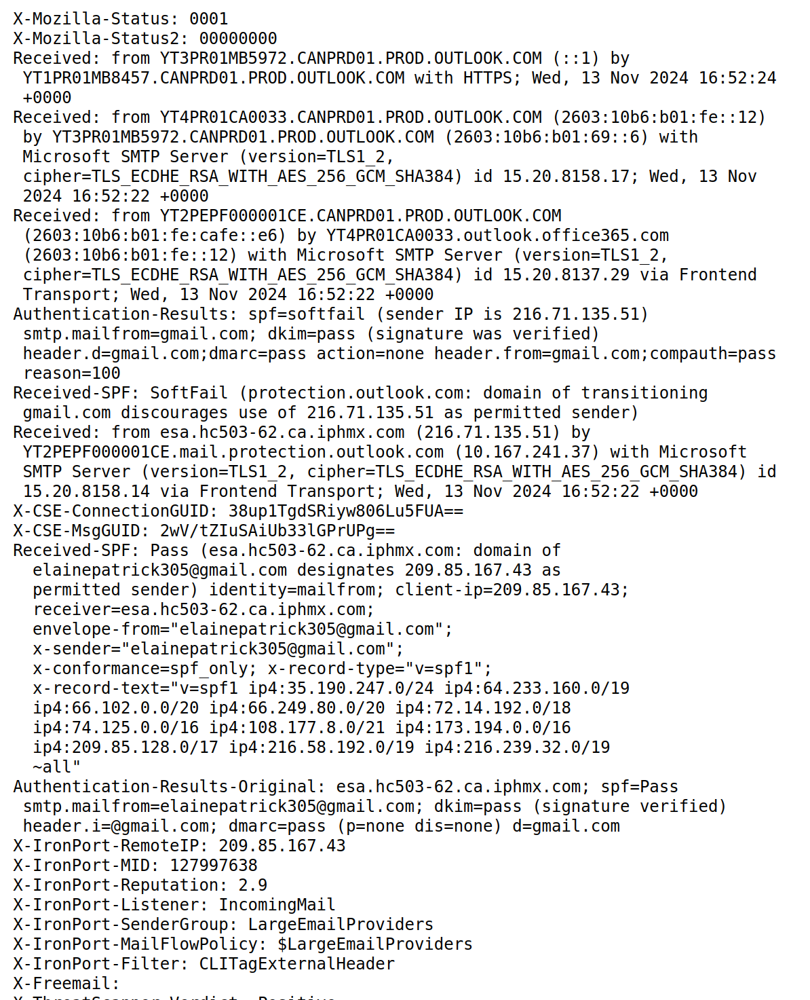 X-Mozilla-Status: 0001
X-Mozilla-Status2: 00000000
Received: from YT3PR01MB5972.CANPRD01.PROD.OUTLOOK.COM (::1) by
YT1PR01MB8457.CANPRD01.PROD.OUTLOOK.COM with HTTPS; Wed, 13 Nov 2024 16:52:24
+0000
Received: from YT4PR01CA0033.CANPRD01.PROD.OUTLOOK.COM (2603:10b6:b01:fe::12)
by YT3PR01MB5972.CANPRD01.PROD.OUTLOOK.COM (2603:10b6:b01:69::6) with
Microsoft SMTP Server (version=TLS1_2,
cipher=TLS_ECDHE_RSA_WITH_AES_256_GCM_SHA384) id 15.20.8158.17; Wed, 13 Nov
2024 16:52:22 +0000
Received: from YT2PEPF000001CE.CANPRD01.PROD.OUTLOOK.COM
(2603:10b6:b01:fe:cafe::e6) by YT4PR01CA0033.outlook.office365.com
(2603:10b6:b01:fe::12) with Microsoft SMTP Server (version=TLS1_2,
cipher=TLS_ECDHE_RSA_WITH_AES_256_GCM_SHA384) id 15.20.8137.29 via Frontend
Transport; Wed, 13 Nov 2024 16:52:22 +0000
Authentication-Results: spf=softfail (sender IP is 216.71.135.51)
smtp.mailfrom=gmail.com; dkim=pass (signature was verified)
header.d=gmail.com;dmarc=pass action=none header.from=gmail.com;compauth=pass
reason=100
Received-SPF: SoftFail (protection.outlook.com: domain of transitioning
gmail.com discourages use of 216.71.135.51 as permitted sender)
Received: from esa.hc503-62.ca.iphmx.com (216.71.135.51) by
YT2PEPF000001CE.mail.protection.outlook.com (10.167.241.37) with Microsoft
SMTP Server (version=TLS1_2, cipher=TLS_ECDHE_RSA_WITH_AES_256_GCM_SHA384) id
15.20.8158.14 via Frontend Transport; Wed, 13 Nov 2024 16:52:22 +0000
X-CSE-ConnectionGUID: 38up1TgdSRiyw806Lu5FUA==
X-CSE-MsgGUID: 2wV/tZIuSAiUb33lGPrUPg==
Received-SPF: Pass (esa.hc503-62.ca.iphmx.com: domain of
elainepatrick305@gmail.com designates 209.85.167.43 as
permitted sender) identity=mailfrom; client-ip=209.85.167.43;
receiver=esa.hc503-62.ca.iphmx.com;
envelope-from="elainepatrick305@gmail.com";
x-sender="elainepatrick305@gmail.com";
x-conformance=spf_only; x-record-type="v=spf1";
x-record-text="v=spf1 ip4:35.190.247.0/24 ip4:64.233.160.0/19
ip4:66.102.0.0/20 ip4:66.249.80.0/20 ip4:72.14.192.0/18
ip4:74.125.0.0/16 ip4:108.177.8.0/21 ip4:173.194.0.0/16
ip4:209.85.128.0/17 ip4:216.58.192.0/19 ip4:216.239.32.0/19
~all"
Authentication-Results-Original: esa.hc503-62.ca.iphmx.com; spf=Pass
smtp.mailfrom=elainepatrick305@gmail.com; dkim=pass (signature verified)
header.i=@gmail.com; dmarc=pass (p=none dis=none) d=gmail.com
X-IronPort-RemoteIP: 209.85.167.43
X-IronPort-MID: 127997638
X-IronPort-Reputation: 2.9
X-IronPort-Listener: IncomingMail
X-IronPort-SenderGroup: LargeEmailProviders
X-IronPort-MailFlowPolicy: $LargeEmailProviders
X-IronPort-Filter: CLITagExternalHeader
X-Freemail:
X-ThreatScanner-Verdict: Positive